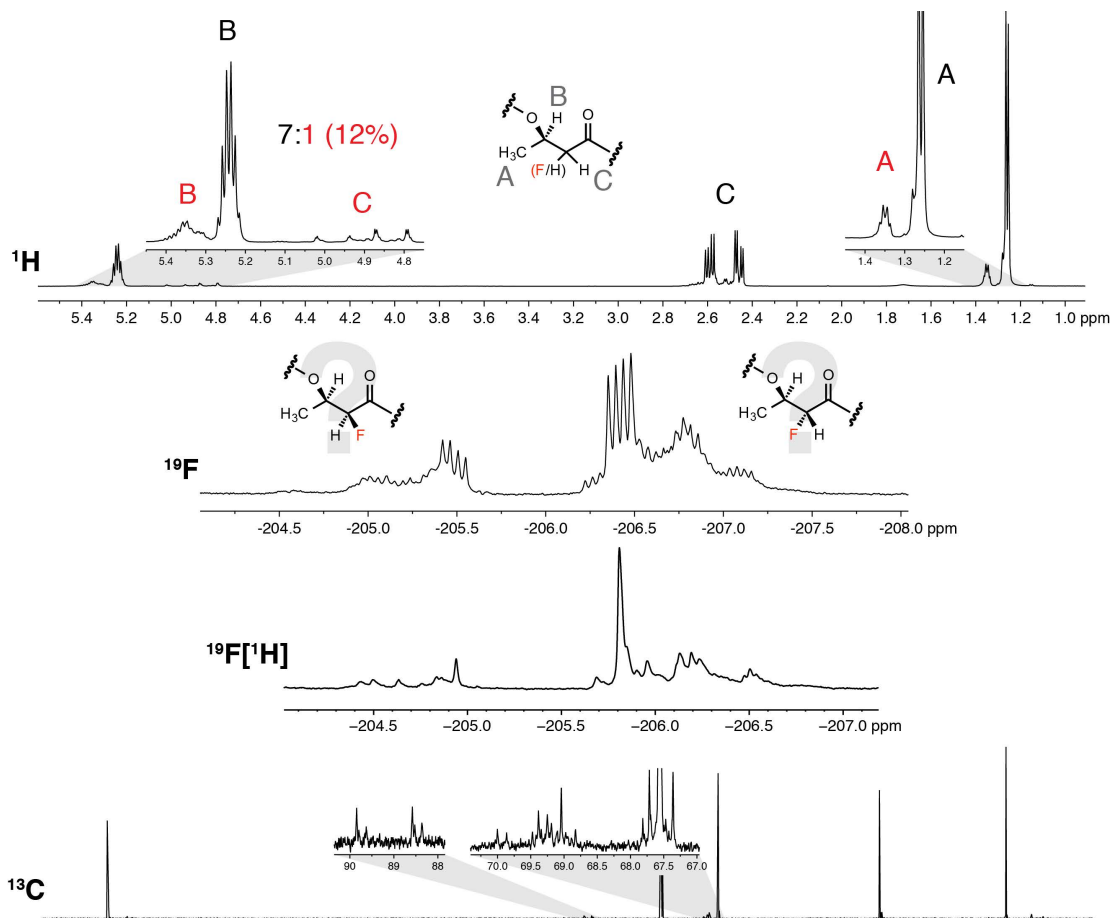 B
A
7:1 (12%)
B
C
B
O
H
O
H₃C
(F/H)
H
A
C
C
A
5.4 5.3 5.2 5.1 5.0 4.9 4.8
1.4 1.3 1.2
¹H
5.4 5.2 5.0 4.8 4.6 4.4 4.2 4.0 3.8 3.6 3.4 3.2 3.0 2.8 2.6 2.4 2.2 2.0 1.8 1.6 1.4 1.2 1.0 ppm
?
O
H
O
H₃C
H
F
?
O
H
O
H₃C
F
H
¹⁹F
-204.5 -205.0 -205.5 -206.0 -206.5 -207.0 -207.5 -208.0 ppm
¹⁹F[¹H]
−204.5 −205.0 −205.5 −206.0 −206.5 −207.0 ppm
90 89 88
70.0 69.5 69.0 68.5 68.0 67.5 67.0
¹³C